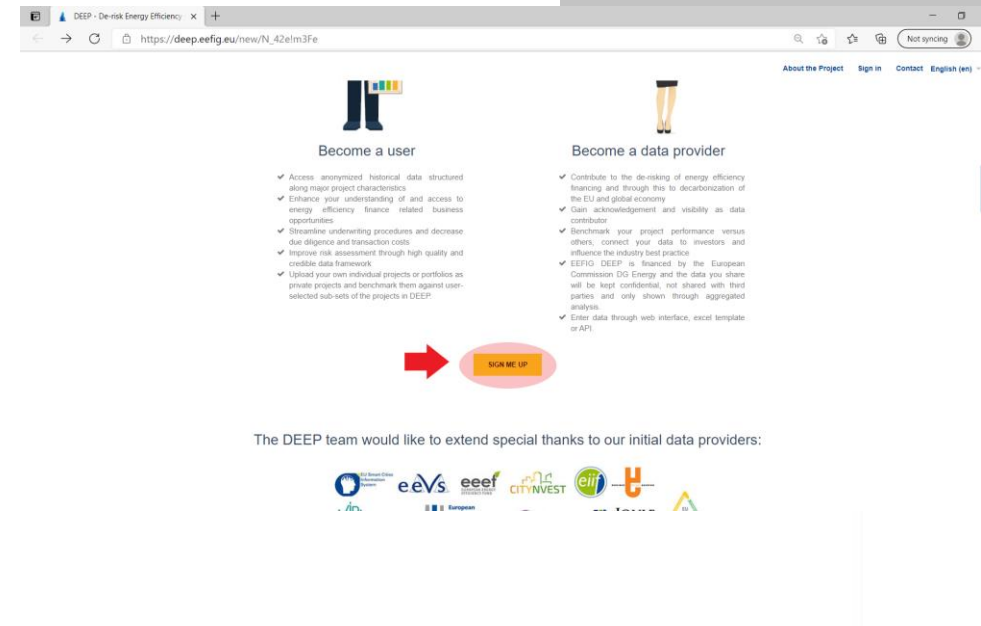 DEEP - De-risk Energy Efficiency
https://deep.eefig.eu/new/N_42e!m3Fe
Not syncing
About the Project Sign in Contact English (en)
Become a user
Access anonymized historical data structured
along major project characteristics
Enhance your understanding of and access to
energy efficiency finance related business
opportunities
Streamline underwriting procedures and decrease
due diligence and transaction costs
Improve risk assessment through high quality and
credible data framework
Upload your own individual projects or portfolios as
private projects and benchmark them against user-
selected sub-sets of the projects in DEEP.
Become a data provider
Contribute to the de-risking of energy efficiency
financing and through this to decarbonization of
the EU and global economy
Gain acknowledgement and visibility as data
contributor
Benchmark your project performance versus
others, connect your data to investors and
influence the industry best practice
EEFIG DEEP is financed by the European
Commission DG Energy and the data you share
will be kept confidential, not shared with third
parties and only shown through aggregated
analysis.
Enter data through web interface, excel template
or API.
SIGN ME UP
The DEEP team would like to extend special thanks to our initial data providers:
EU Smart Cities
Information
System
eeVs
eeef
CITYNVEST
eiif
European
EU